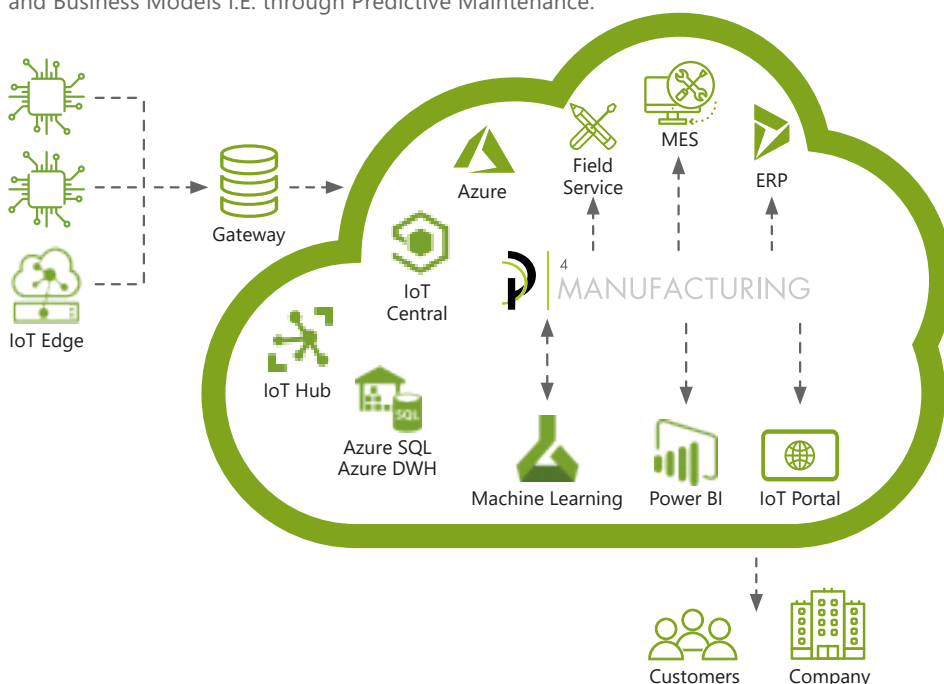 and Business Models I.E. through Predictive Maintenance.
MES
Field
Service
ERP
Azure
Gateway
4
MANUFACTURING
IoT
Central
IoT Edge
IoT Hub
SQL
Azure SQL
Azure DWH
Machine Learning
Power BI
IoT Portal
Customers
Company